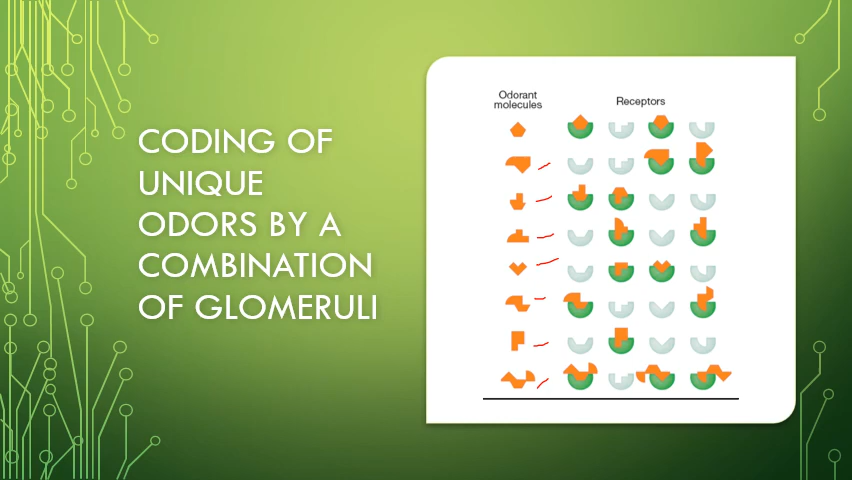 CODING OF
UNIQUE
ODORS BY A
COMBINATION
OF GLOMERULI
Odorant
molecules
Receptors